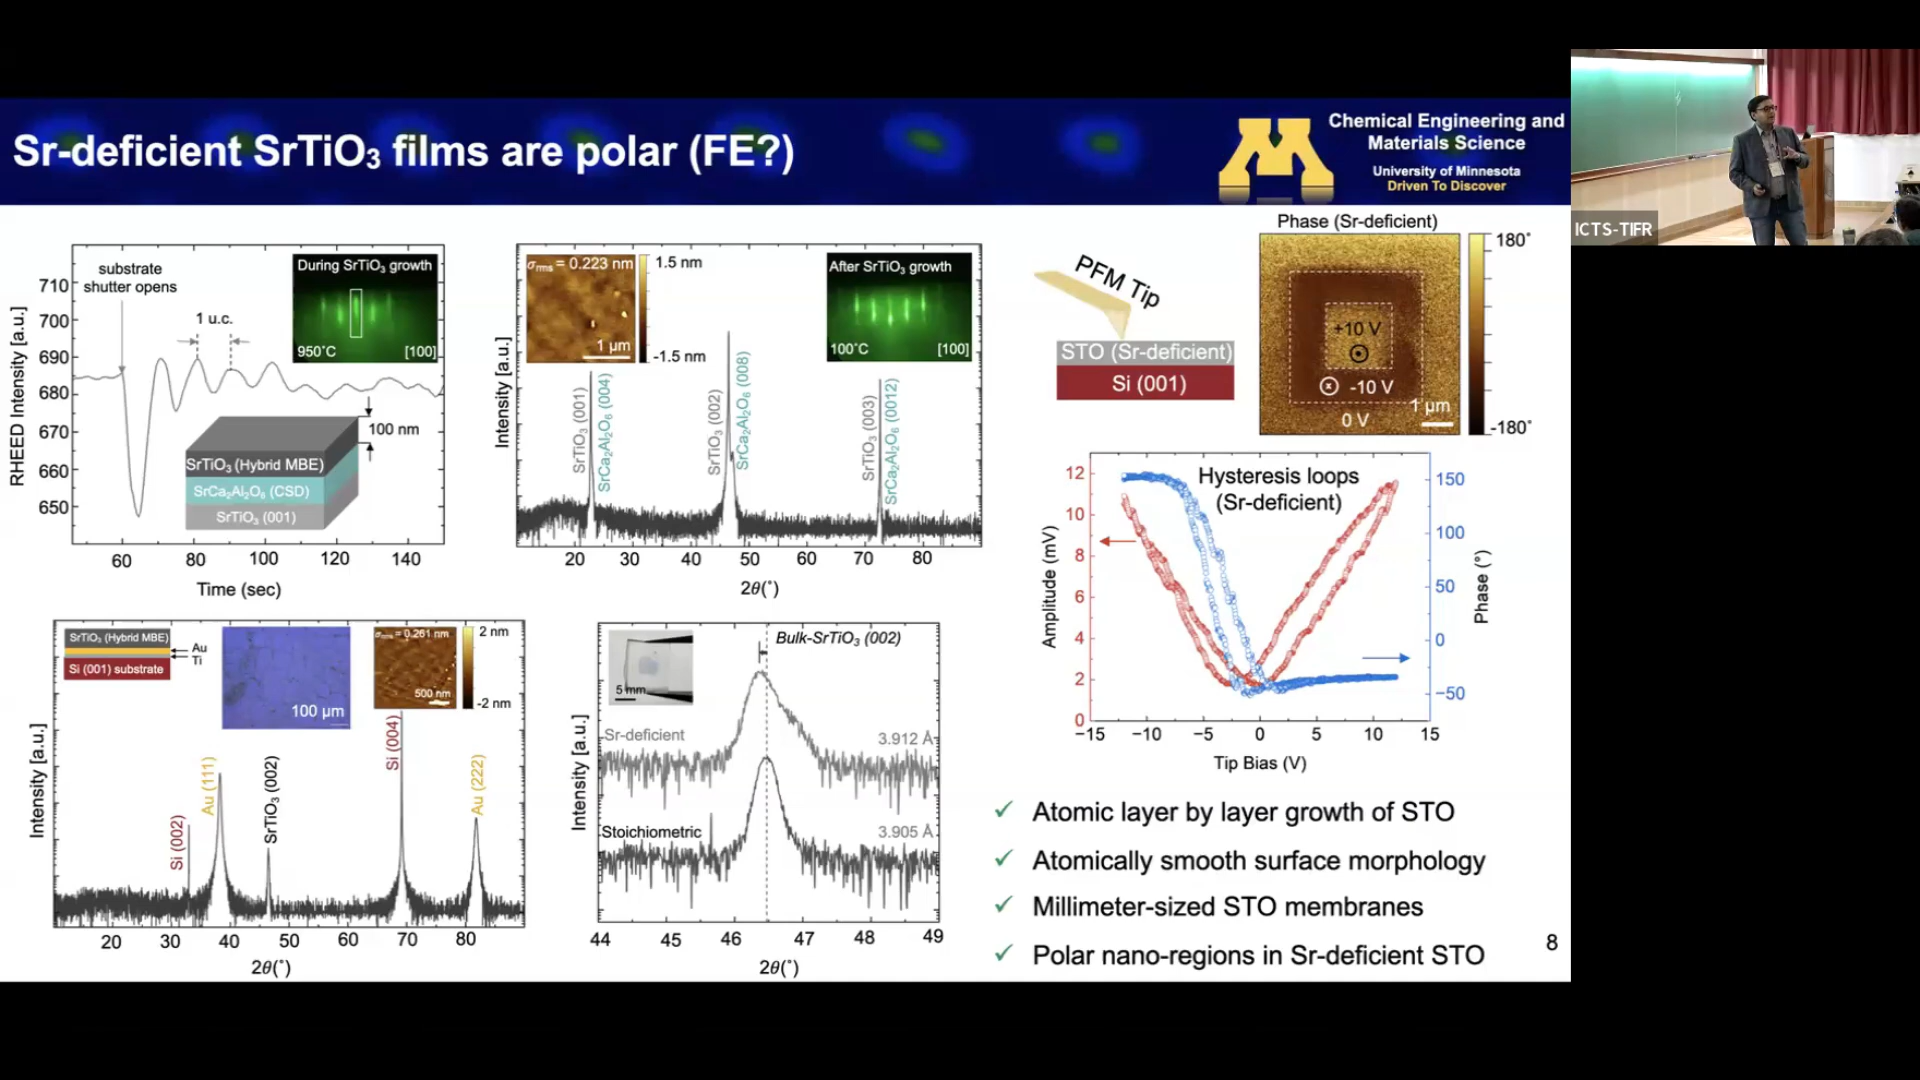 Sr-deficient SrTiO₃ films are polar (FE?)
Chemical Engineering and
Materials Science
University of Minnesota
Driven To Discover
ICTS-TIFR
RHEED Intensity [a.u.]
710
700
690
680
670
660
650
60
80
100
120
140
Time (sec)
substrate
shutter opens
1 u.c.
During SrTiO₃ growth
950°C
[100]
100 nm
SrTiO₃ (Hybrid MBE)
SrCa₂Al₂O₆ (CSD)
SrTiO₃ (001)
Intensity [a.u.]
σrms = 0.223 nm
1 µm
1.5 nm
-1.5 nm
After SrTiO₃ growth
100°C
[100]
SrTiO₃ (001)
SrCa₂Al₂O₆ (004)
SrTiO₃ (002)
SrCa₂Al₂O₆ (008)
SrTiO₃ (003)
SrCa₂Al₂O₆ (0012)
20
30
40
50
60
70
80
2θ(°)
PFM Tip
STO (Sr-deficient)
Si (001)
Phase (Sr-deficient)
+10 V
-10 V
0 V
1 µm
180°
-180°
Intensity [a.u.]
SrTiO₃ (Hybrid MBE)
Au
Ti
Si (001) substrate
100 µm
σrms = 0.261 nm
500 nm
2 nm
-2 nm
Si (002)
Au (111)
SrTiO₃ (002)
Si (004)
Au (222)
20
30
40
50
60
70
80
2θ(°)
Intensity [a.u.]
5 mm
Bulk-SrTiO₃ (002)
Sr-deficient
3.912 Å
Stoichiometric
3.905 Å
44
45
46
47
48
49
2θ(°)
Hysteresis loops
(Sr-deficient)
Amplitude (mV)
12
10
8
6
4
2
0
Phase (°)
150
100
50
0
−50
−15
−10
−5
0
5
10
15
Tip Bias (V)
✓ Atomic layer by layer growth of STO
✓ Atomically smooth surface morphology
✓ Millimeter-sized STO membranes
✓ Polar nano-regions in Sr-deficient STO
8